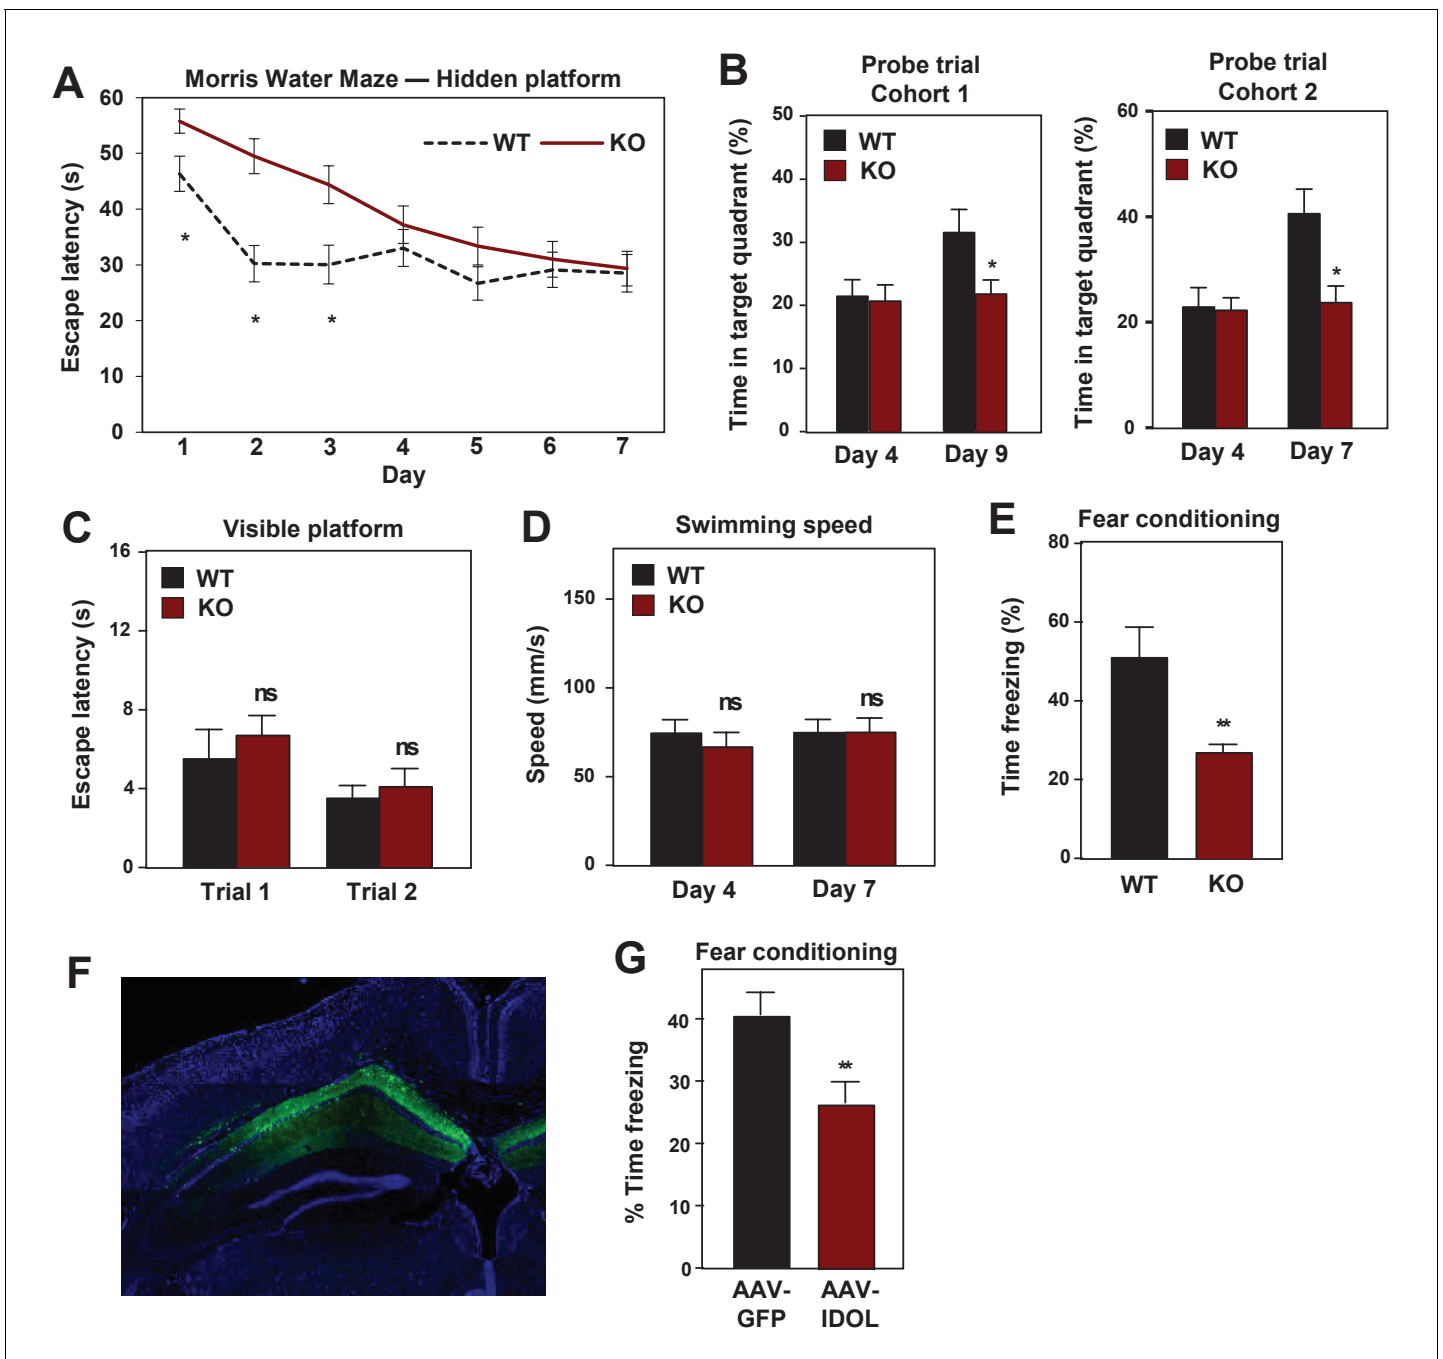 A
Morris Water Maze — Hidden platform
Escape latency (s)
60
50
40
30
20
10
0
WT
KO
*
*
*
1 2 3 4 5 6 7
Day
B
Probe trial
Cohort 1
Time in target quadrant (%)
50
40
30
20
10
0
WT
KO
*
Day 4 Day 9
Probe trial
Cohort 2
Time in target quadrant (%)
60
40
20
0
WT
KO
*
Day 4 Day 7
C
Visible platform
Escape latency (s)
16
12
8
4
0
WT
KO
ns
ns
Trial 1 Trial 2
D
Swimming speed
Speed (mm/s)
150
100
50
0
WT
KO
ns
ns
Day 4 Day 7
E
Fear conditioning
Time freezing (%)
80
60
40
20
0
**
WT KO
F
G
Fear conditioning
% Time freezing
40
30
20
10
0
**
AAV- AAV-
GFP IDOL